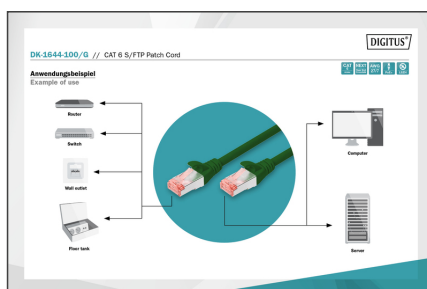 DIGITUS®
DK-1644-100/G // CAT 6 S/FTP Patch Cord
Anwendungsbeispiel
Example of use
Router
Switch
Wall outlet
Floor tank
Computer
Server